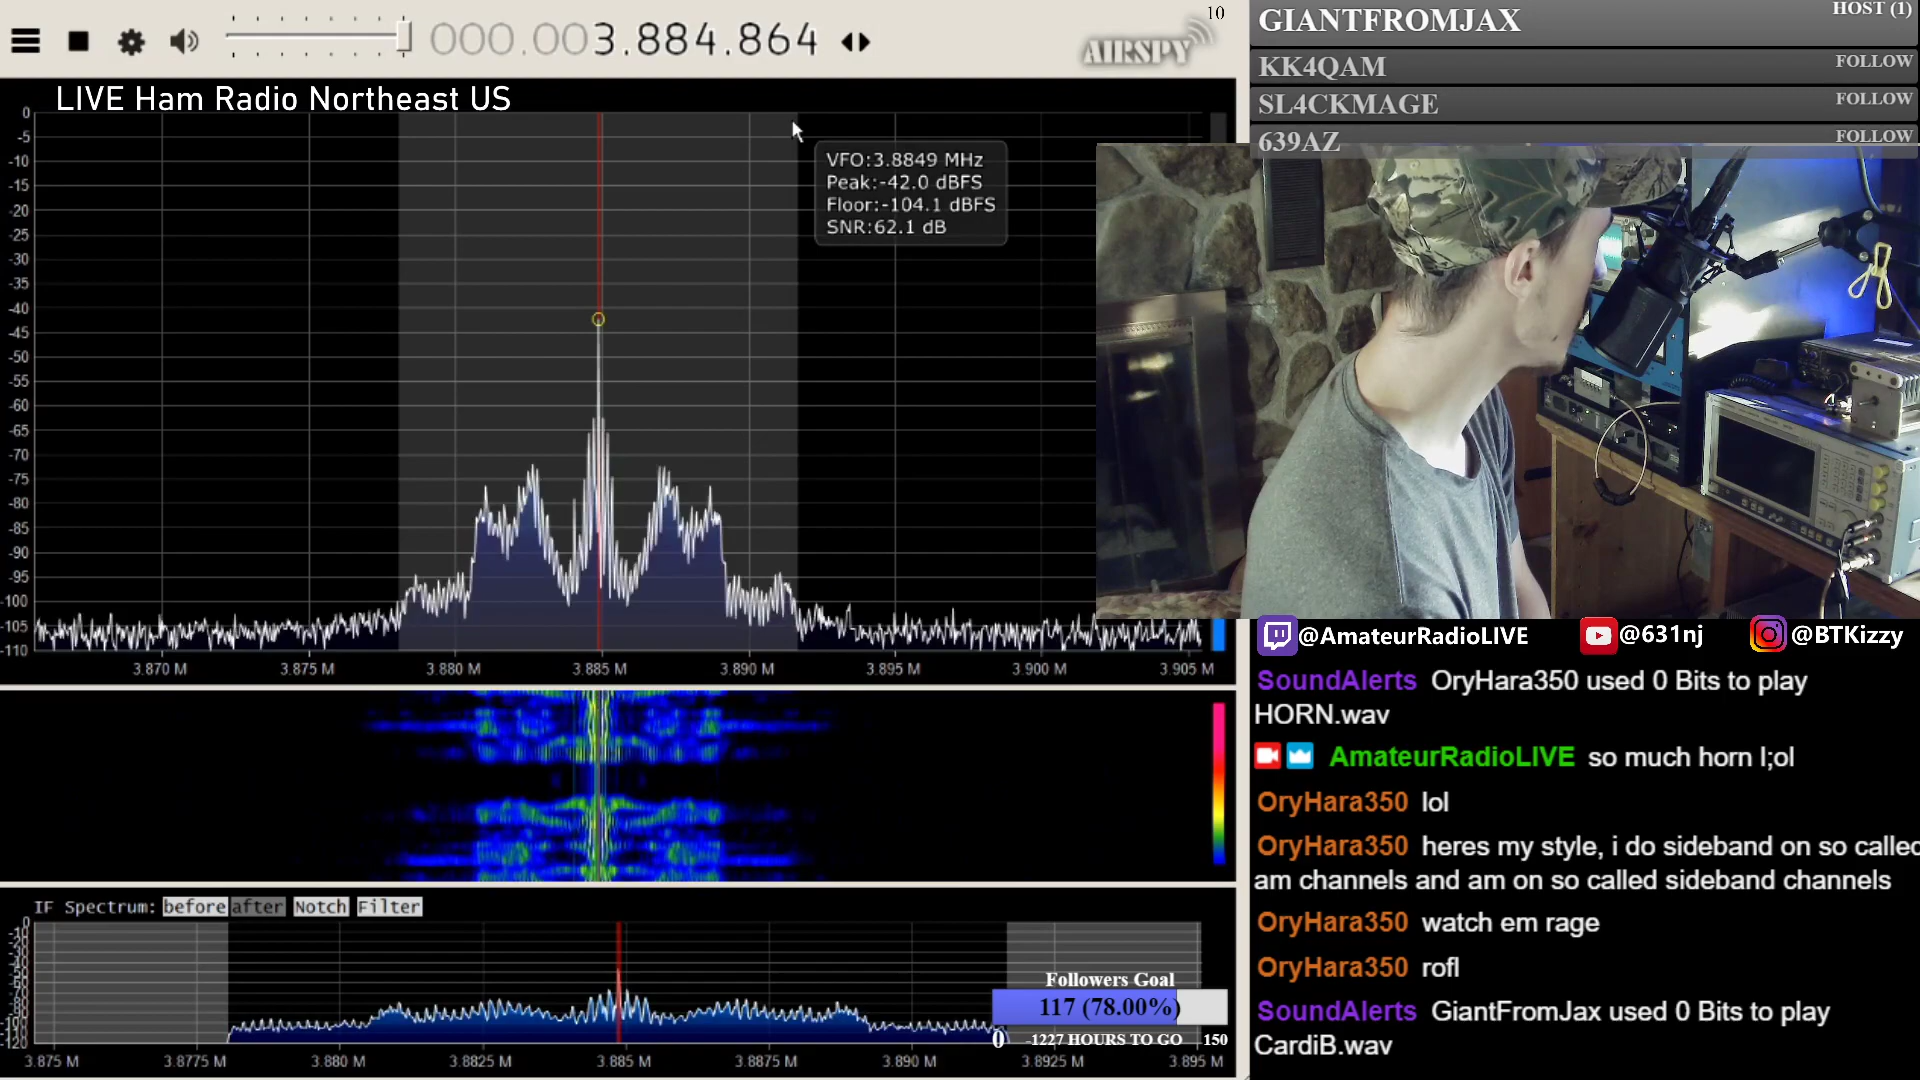 000.003.884.864
AIRSPY
10
LIVE Ham Radio Northeast US
0
-5
-10
-15
-20
-25
-30
-35
-40
-45
-50
-55
-60
-65
-70
-75
-80
-85
-90
-95
-100
-105
-110
VFO:3.8849 MHz
Peak:-42.0 dBFS
Floor:-104.1 dBFS
SNR:62.1 dB
3.870 M 3.875 M 3.880 M 3.885 M 3.890 M 3.895 M 3.900 M 3.905 M
IF Spectrum: before after Notch Filter
3.875 M 3.8775 M 3.880 M 3.8825 M 3.885 M 3.8875 M 3.890 M 3.8925 M 3.895 M
Followers Goal
117 (78.00%)
0 -1227 HOURS TO GO 150
GIANTFROMJAX HOST (1)
KK4QAM FOLLOW
SL4CKMAGE FOLLOW
639AZ FOLLOW
@AmateurRadioLIVE @631nj @BTKizzy
SoundAlerts OryHara350 used 0 Bits to play
HORN.wav
AmateurRadioLIVE so much horn l;ol
OryHara350 lol
OryHara350 heres my style, i do sideband on so called
am channels and am on so called sideband channels
OryHara350 watch em rage
OryHara350 rofl
SoundAlerts GiantFromJax used 0 Bits to play
CardiB.wav